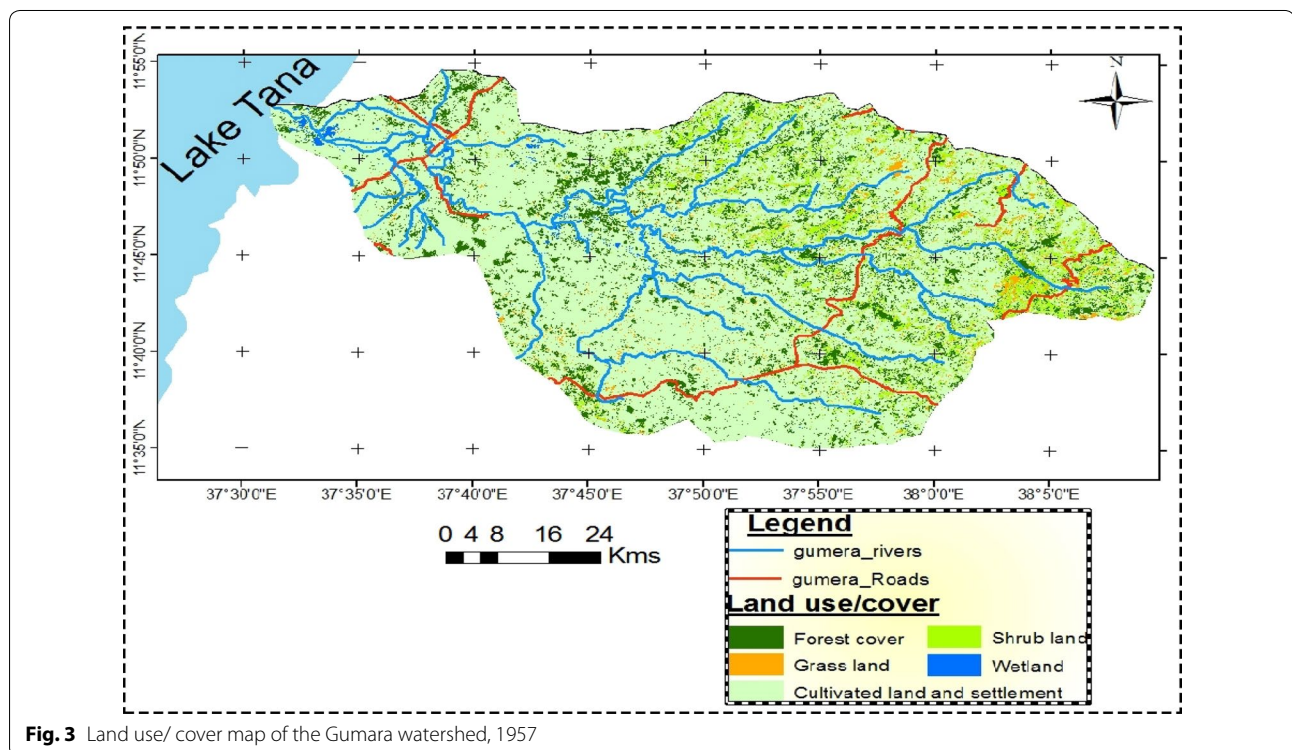 Lake Tana
N
11°55'0"N
11°50'0"N
11°45'0"N
11°40'0"N
11°35'0"N
37°30'0"E 37°35'0"E 37°40'0"E 37°45'0"E 37°50'0"E 37°55'0"E 38°0'0"E 38°5'0"E
0 4 8 16 24
Kms
Legend
gumera_rivers
gumera_Roads
Land use/cover
Forest cover Shrub land
Grass land Wetland
Cultivated land and settlement
Fig. 3 Land use/ cover map of the Gumara watershed, 1957